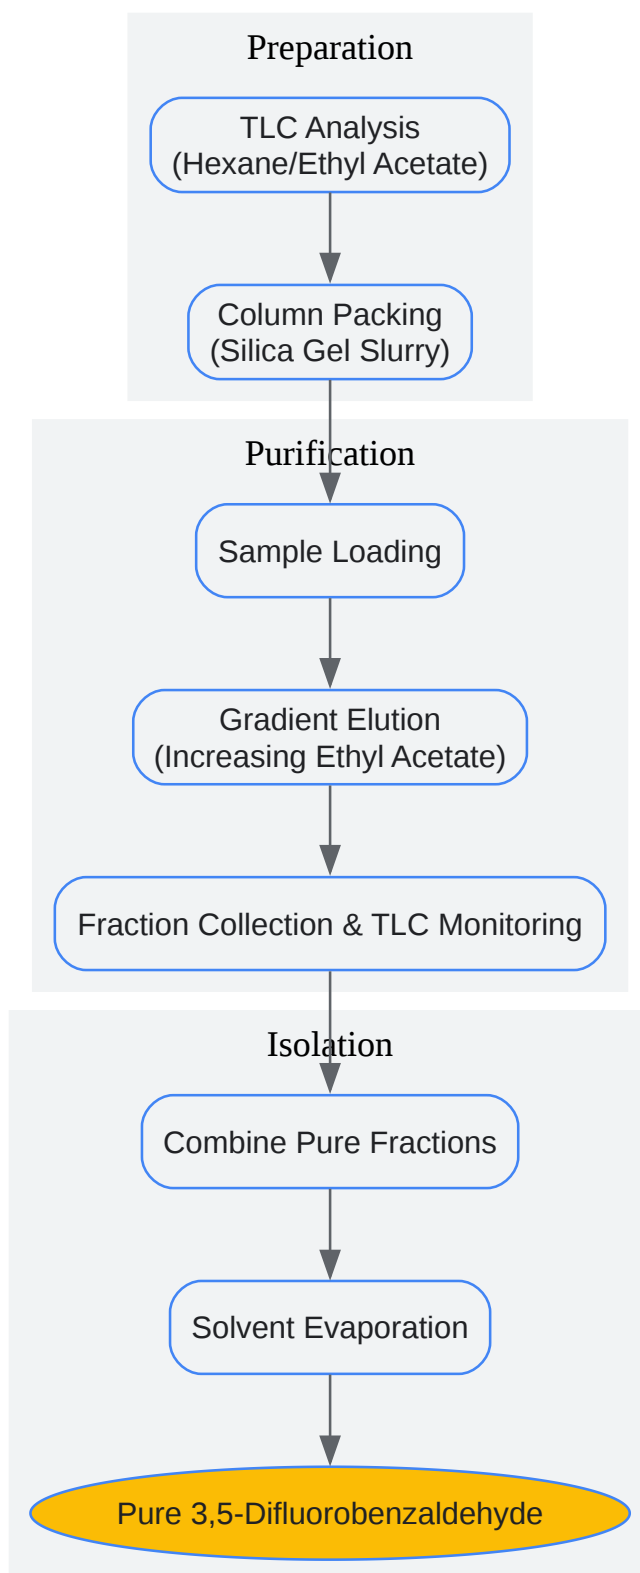 Preparation
TLC Analysis
(Hexane/Ethyl Acetate)
Column Packing
(Silica Gel Slurry)
Purification
Sample Loading
Gradient Elution
(Increasing Ethyl Acetate)
Fraction Collection & TLC Monitoring
Isolation
Combine Pure Fractions
Solvent Evaporation
Pure 3,5-Difluorobenzaldehyde